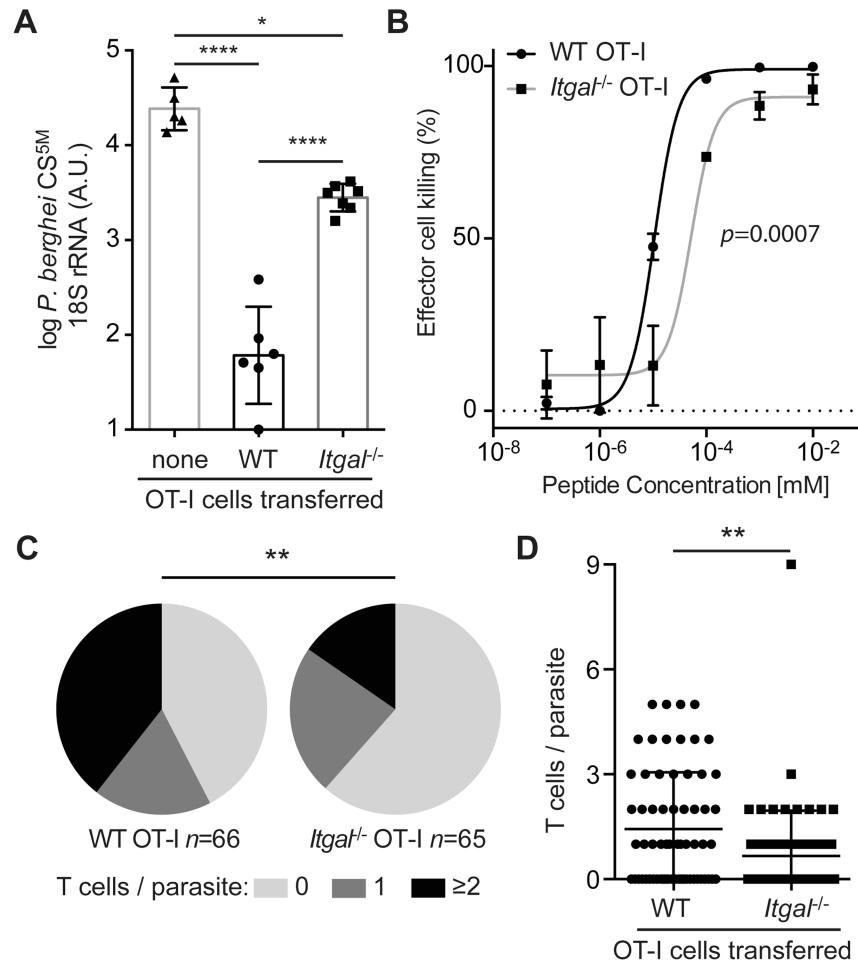 A
*
****
****
5
4
3
2
1
log P. berghei CS5M
18S rRNA (A.U.)
none WT Itgal-/-
OT-I cells transferred
B
WT OT-I
Itgal-/- OT-I
100
50
0
Effector cell killing (%)
p=0.0007
10-8 10-6 10-4 10-2
Peptide Concentration [mM]
C
**
WT OT-I n=66
Itgal-/- OT-I n=65
T cells / parasite: 0 1 ≥2
D
**
9
6
3
0
T cells / parasite
WT Itgal-/-
OT-I cells transferred